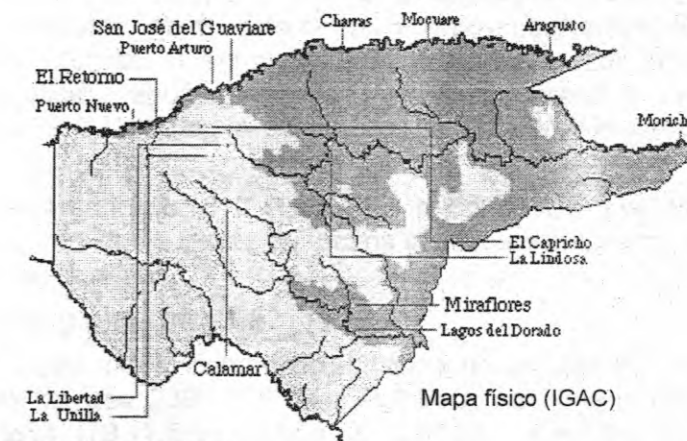 Charras
Mocuare
Araguato
San José del Guaviare
Puerto Arturo
El Retorno
Puerto Nuevo
Morich
El Capricho
La Lindosa
Miraflores
Lagos del Dorado
Calamar
La Libertad
La Unilla
Mapa físico (IGAC)